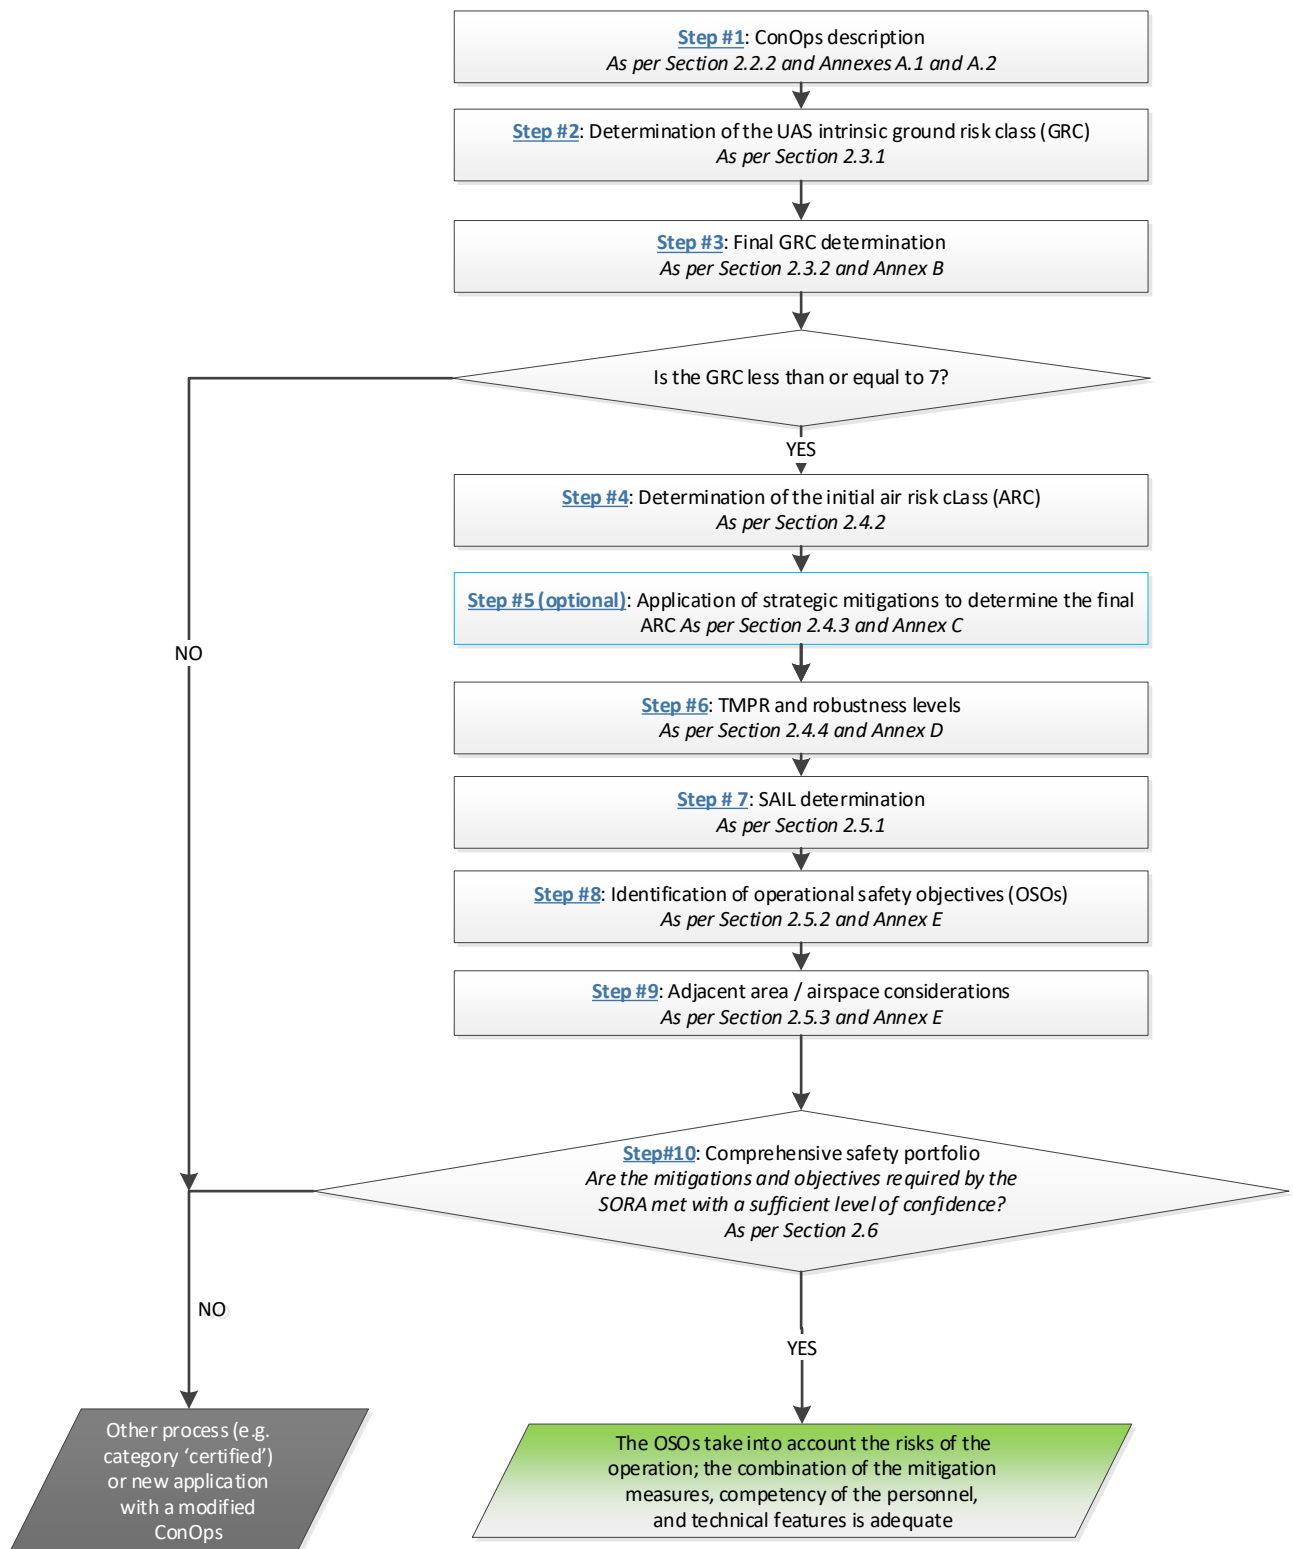 Step #1: ConOps description
As per Section 2.2.2 and Annexes A.1 and A.2
Step #2: Determination of the UAS intrinsic ground risk class (GRC)
As per Section 2.3.1
Step #3: Final GRC determination
As per Section 2.3.2 and Annex B
Is the GRC less than or equal to 7?
YES
Step #4: Determination of the initial air risk cLass (ARC)
As per Section 2.4.2
Step #5 (optional): Application of strategic mitigations to determine the final
ARC As per Section 2.4.3 and Annex C
NO
Step #6: TMPR and robustness levels
As per Section 2.4.4 and Annex D
Step # 7: SAIL determination
As per Section 2.5.1
Step #8: Identification of operational safety objectives (OSOs)
As per Section 2.5.2 and Annex E
Step #9: Adjacent area / airspace considerations
As per Section 2.5.3 and Annex E
Step#10: Comprehensive safety portfolio
Are the mitigations and objectives required by the
SORA met with a sufficient level of confidence?
As per Section 2.6
NO
YES
Other process (e.g.
category ‘certified’)
or new application
with a modified
ConOps
The OSOs take into account the risks of the
operation; the combination of the mitigation
measures, competency of the personnel,
and technical features is adequate